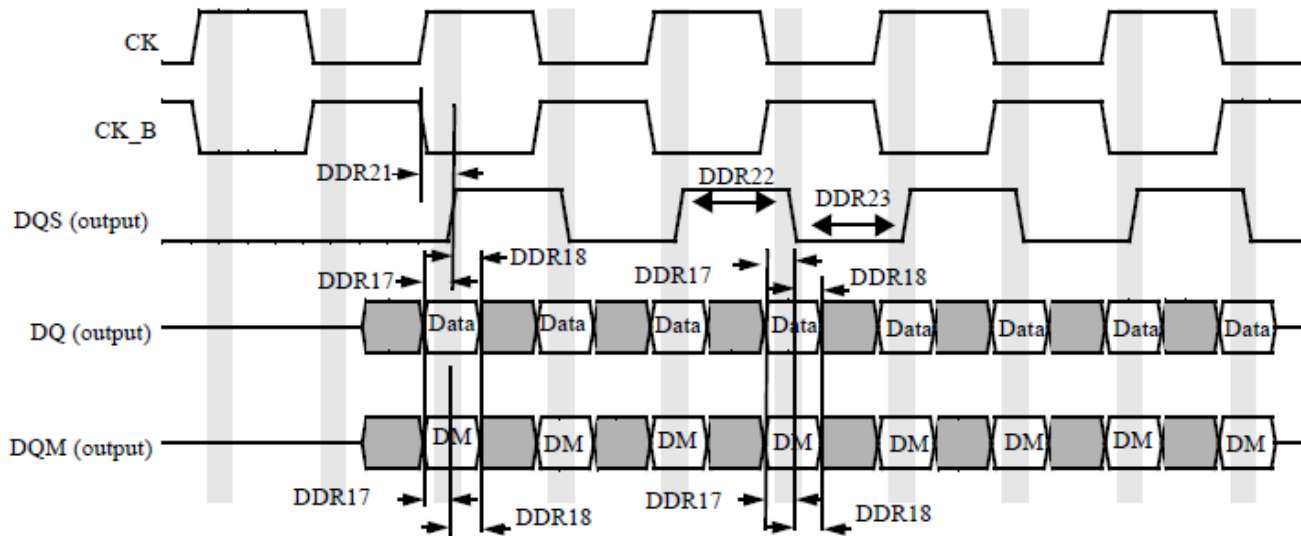 CK
CK_B
DDR21
DDR22
DDR23
DQS (output)
DDR18
DDR17
DDR17
DDR18
DQ (output)
Data Data Data Data Data Data Data Data
DQM (output)
DM DM DM DM DM DM DM DM
DDR17
DDR17
DDR18
DDR18